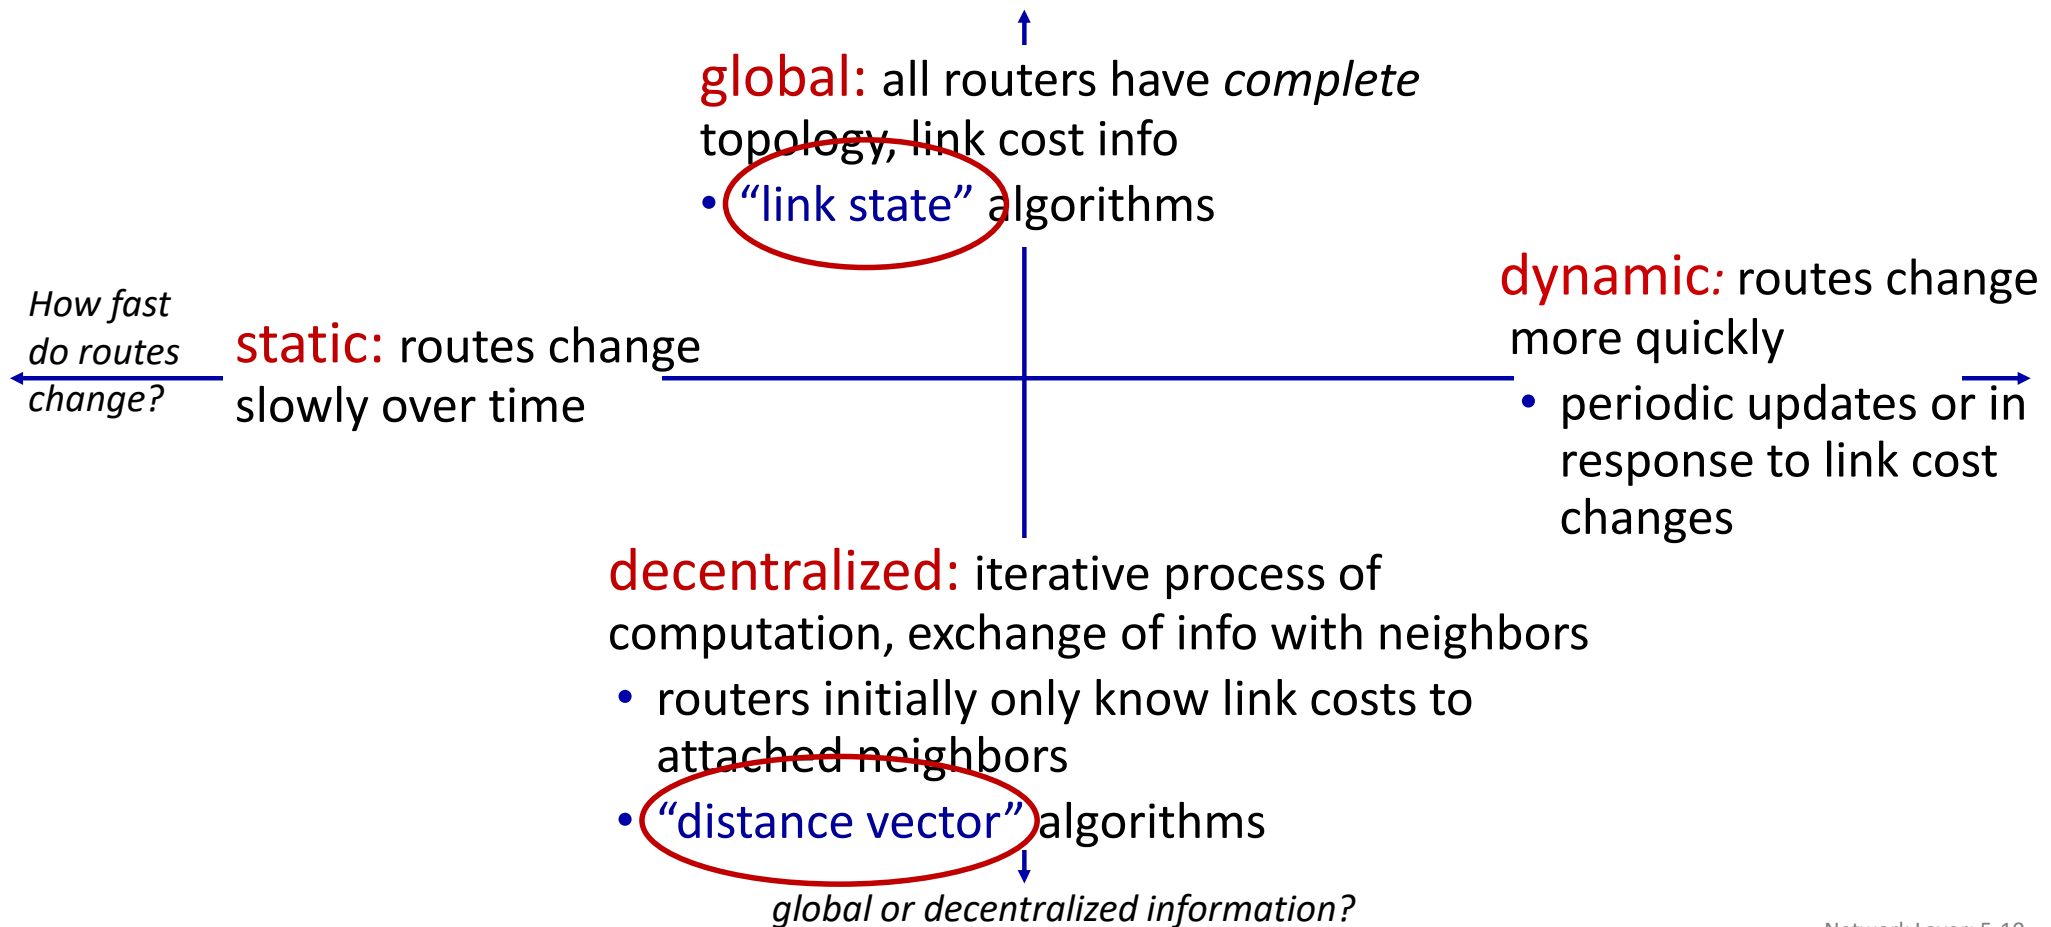 global: all routers have complete
topology, link cost info
• “link state” algorithms
How fast
do routes
change?
static: routes change
slowly over time
dynamic: routes change
more quickly
• periodic updates or in
response to link cost
changes
decentralized: iterative process of
computation, exchange of info with neighbors
• routers initially only know link costs to
attached neighbors
• “distance vector” algorithms
global or decentralized information?